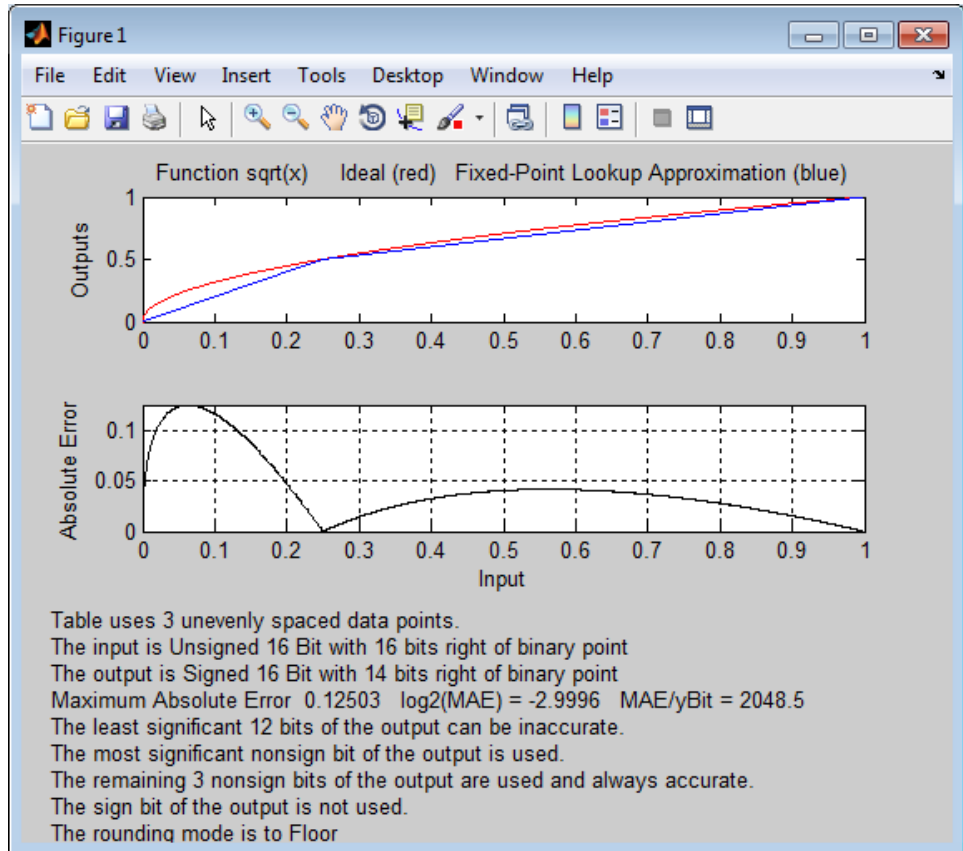 Figure 1
File Edit View Insert Tools Desktop Window Help
Function sqrt(x) Ideal (red) Fixed-Point Lookup Approximation (blue)
Outputs
1
0.5
0
0 0.1 0.2 0.3 0.4 0.5 0.6 0.7 0.8 0.9 1
Absolute Error
0.1
0.05
0
0 0.1 0.2 0.3 0.4 0.5 0.6 0.7 0.8 0.9 1
Input
Table uses 3 unevenly spaced data points.
The input is Unsigned 16 Bit with 16 bits right of binary point
The output is Signed 16 Bit with 14 bits right of binary point
Maximum Absolute Error 0.12503 log2(MAE) = -2.9996 MAE/yBit = 2048.5
The least significant 12 bits of the output can be inaccurate.
The most significant nonsign bit of the output is used.
The remaining 3 nonsign bits of the output are used and always accurate.
The sign bit of the output is not used.
The rounding mode is to Floor